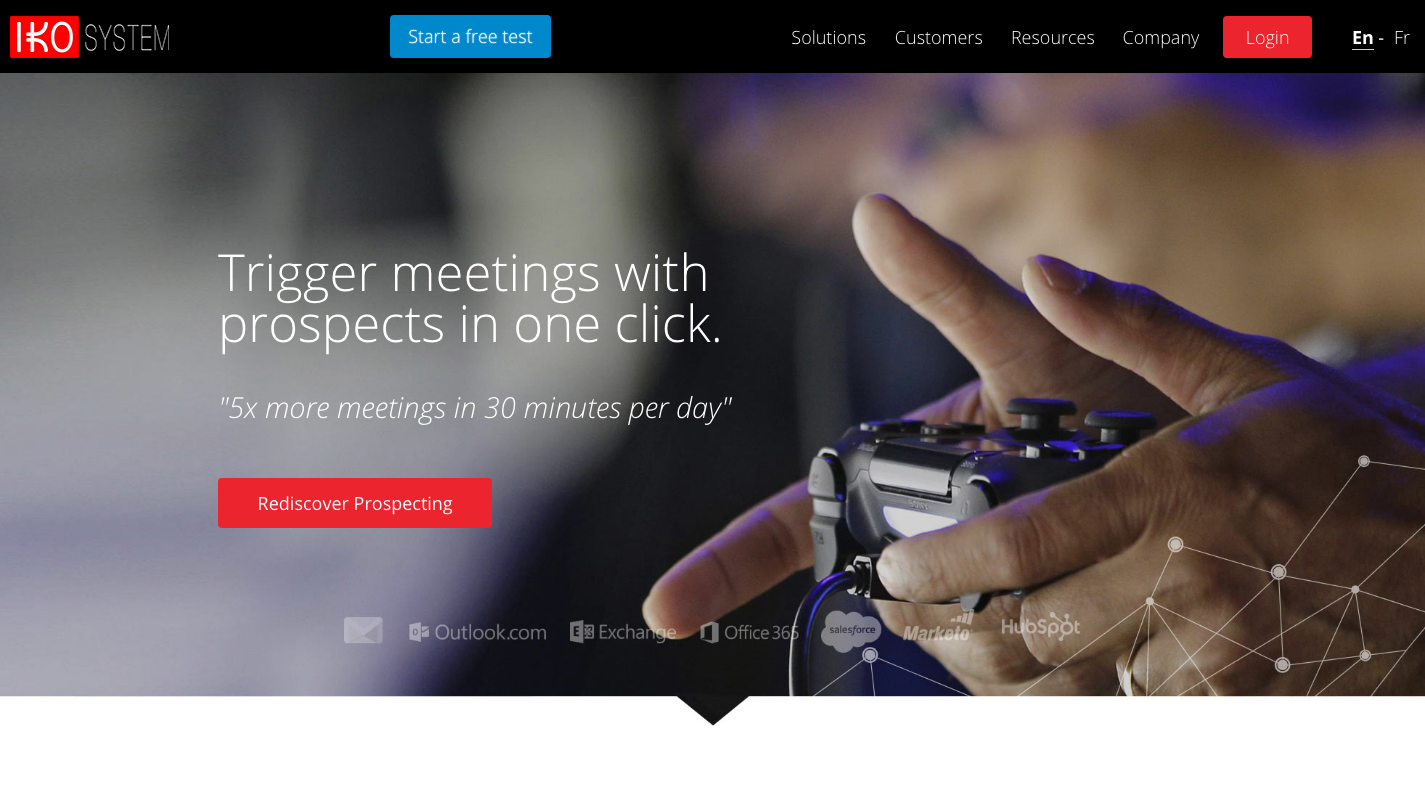 IKO SYSTEM
Start a free test
Solutions
Customers
Resources
Company
Login
En - Fr
Trigger meetings with
prospects in one click.
"5x more meetings in 30 minutes per day"
Rediscover Prospecting
Outlook.com
Exchange
Office 365
salesforce
Marketo
HubSpot